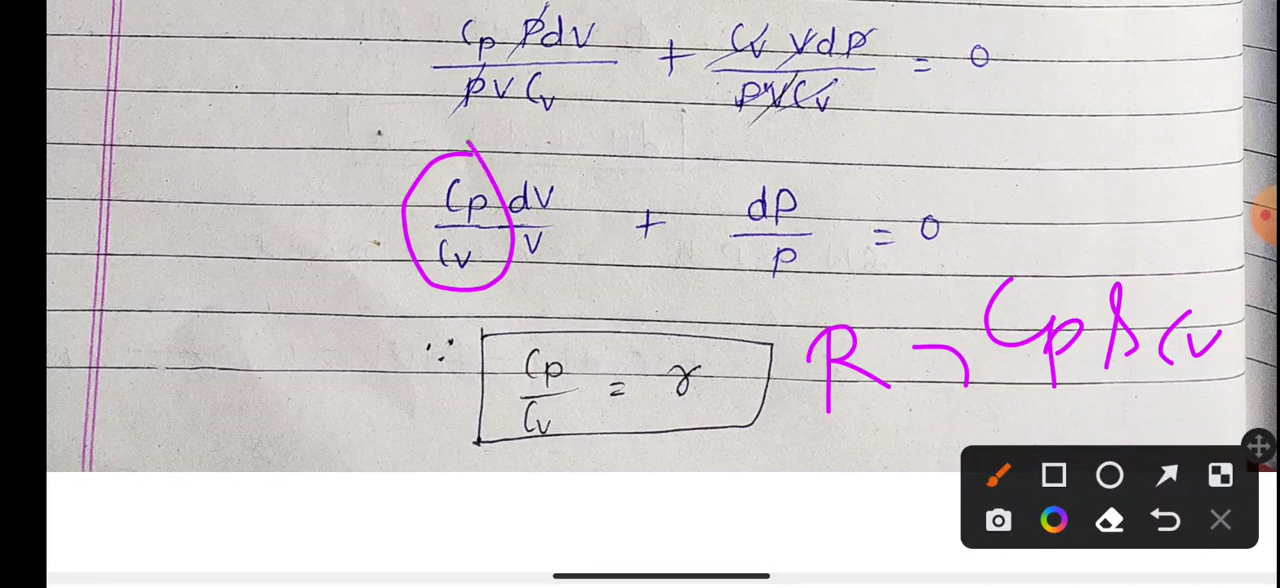 Cp pdv / pv Cv + Cv vdp / pv Cv = 0
Cp/Cv dv/v + dp/p = 0
∵ Cp/Cv = γ R → Cp & Cv